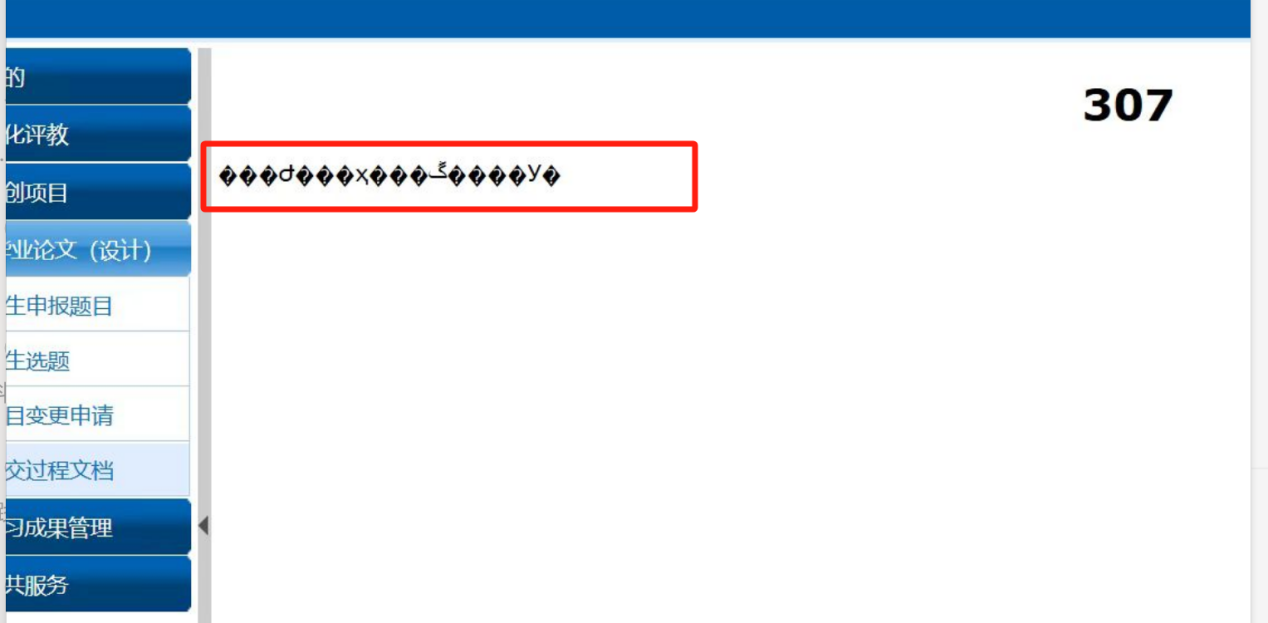 的
化评教
创项目
业论文（设计）
生申报题目
生选题
目变更申请
交过程文档
习成果管理
共服务
307
���ժ���ҳ���ݣ����У�